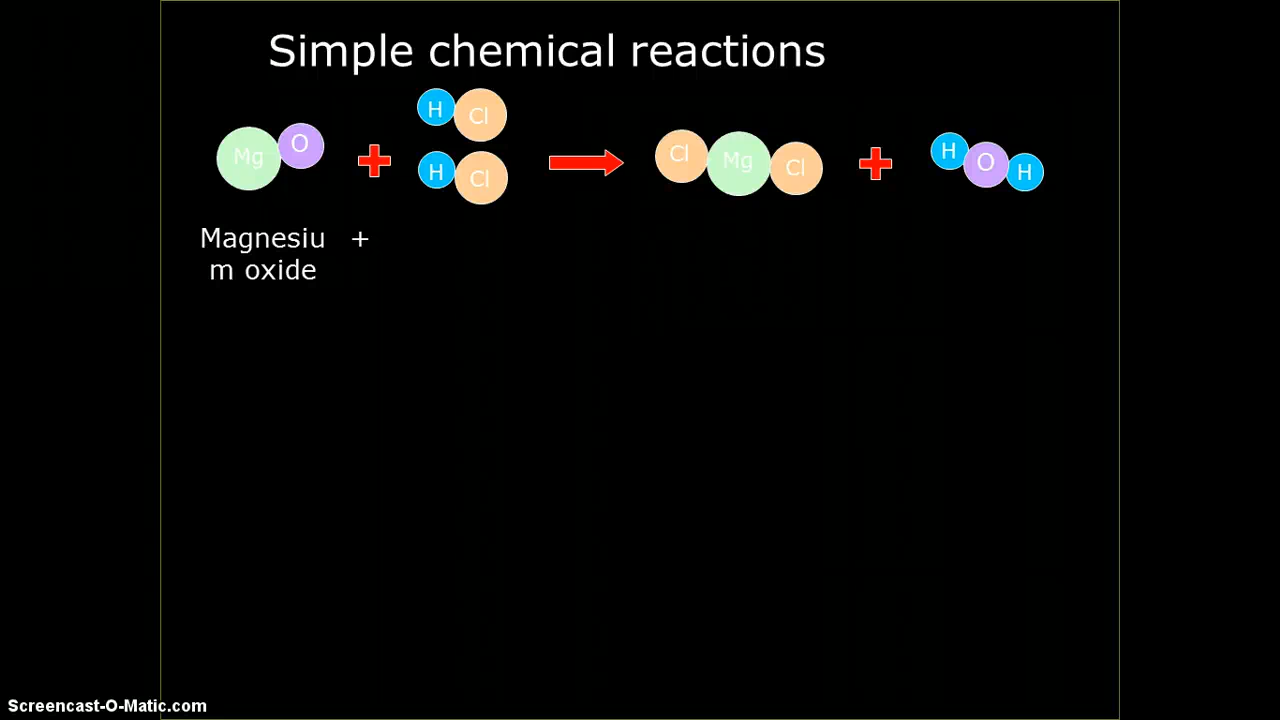 Simple chemical reactions
H Cl
Mg O + H Cl → Cl Mg Cl + H O H
Magnesiu +
m oxide
Screencast-O-Matic.com